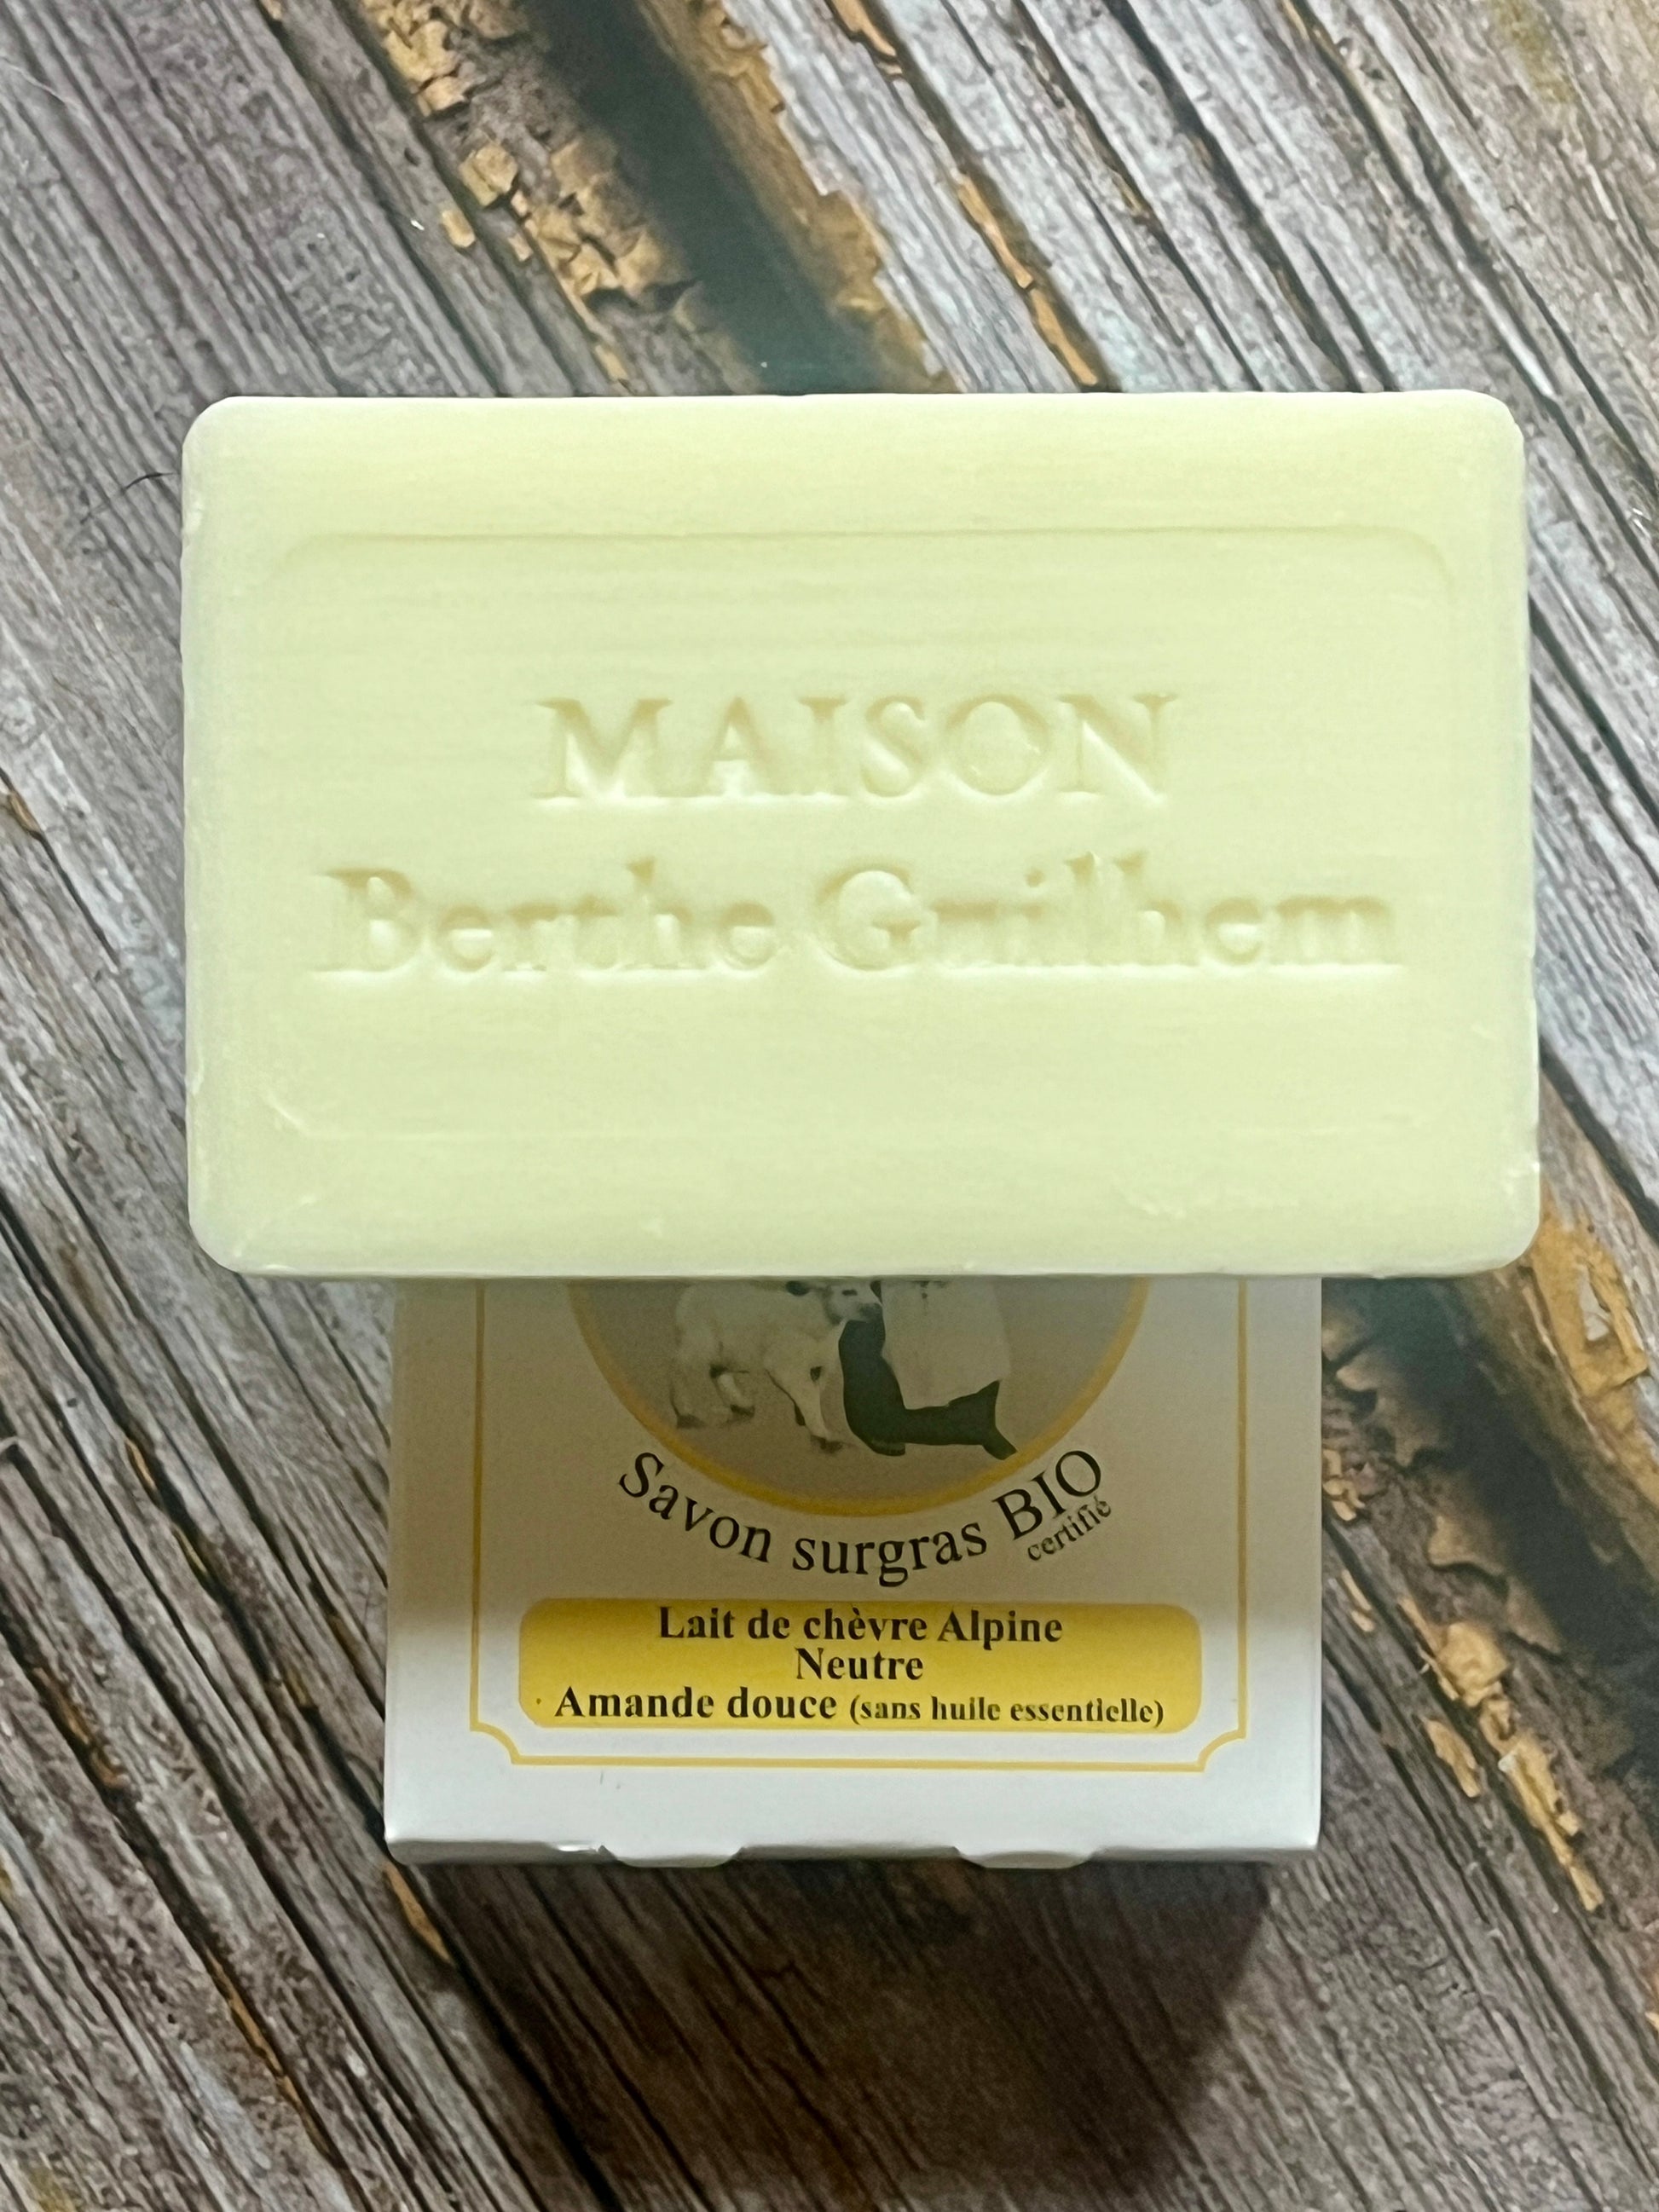 MAISON
Berthe Guilhem
Savon surgras BIO
certifié
Lait de chèvre Alpine
Neutre
Amande douce (sans huile essentielle)